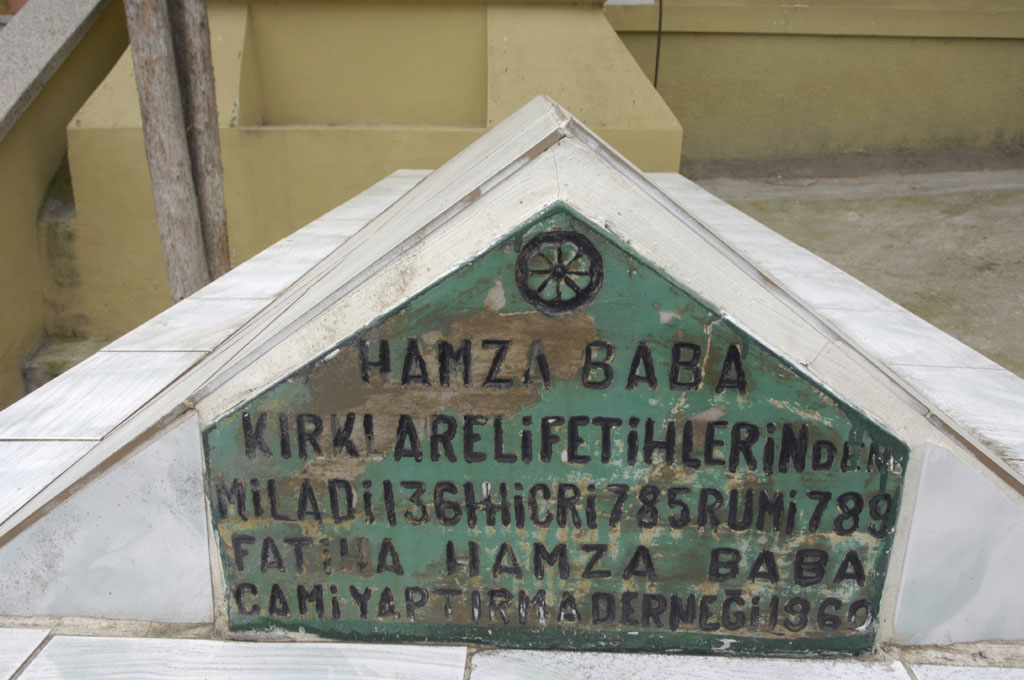 HAMZA BABA
KIRKLARELİ FETİHLERİNDEN
MİLADİ 1361 HİCRİ 785 RUMİ 789
FATİHA HAMZA BABA
CAMİ YAPTIRMA DERNEĞİ 1960